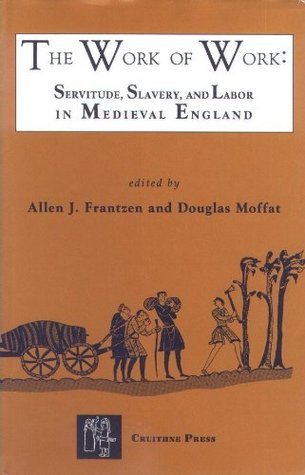 THE WORK OF WORK:
SERVITUDE, SLAVERY, AND LABOR
IN MEDIEVAL ENGLAND
edited by
Allen J. Frantzen and Douglas Moffat
CRUITHNE PRESS